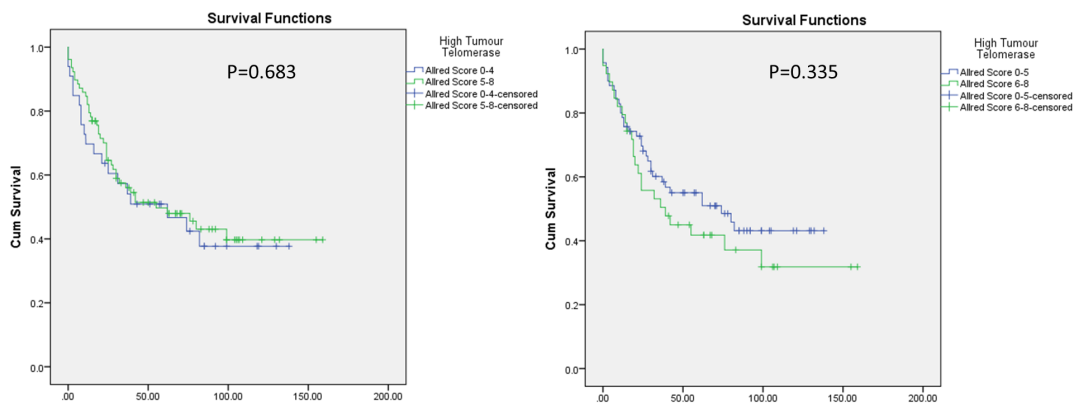 Survival Functions
High Tumour
Telomerase
Allred Score 0-4
Allred Score 5-8
Allred Score 0-4-censored
Allred Score 5-8-censored
P=0.683
Cum Survival
1.0
0.8
0.6
0.4
0.2
0.0
.00
50.00
100.00
150.00
200.00
Survival Functions
High Tumour
Telomerase
Allred Score 0-5
Allred Score 6-8
Allred Score 0-5-censored
Allred Score 6-8-censored
P=0.335
Cum Survival
1.0
0.8
0.6
0.4
0.2
0.0
.00
50.00
100.00
150.00
200.00